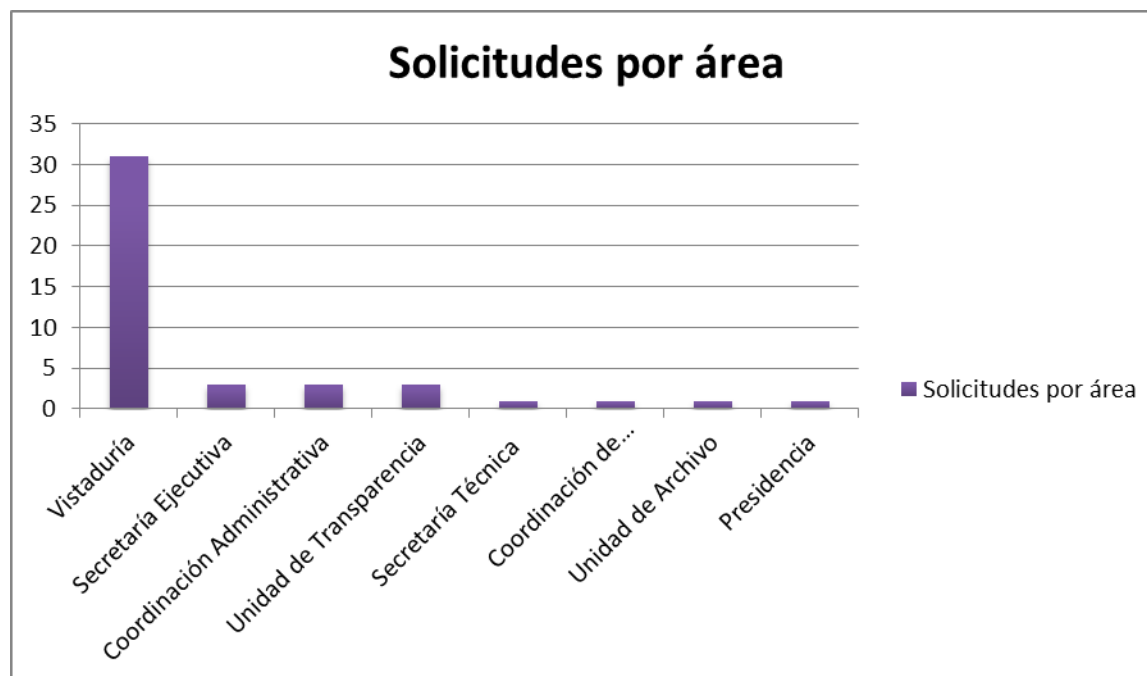 Solicitudes por área
35
30
25
20
15
10
5
0
Vistaduría
Secretaría Ejecutiva
Coordinación Administrativa
Unidad de Transparencia
Secretaría Técnica
Coordinación de...
Unidad de Archivo
Presidencia
Solicitudes por área